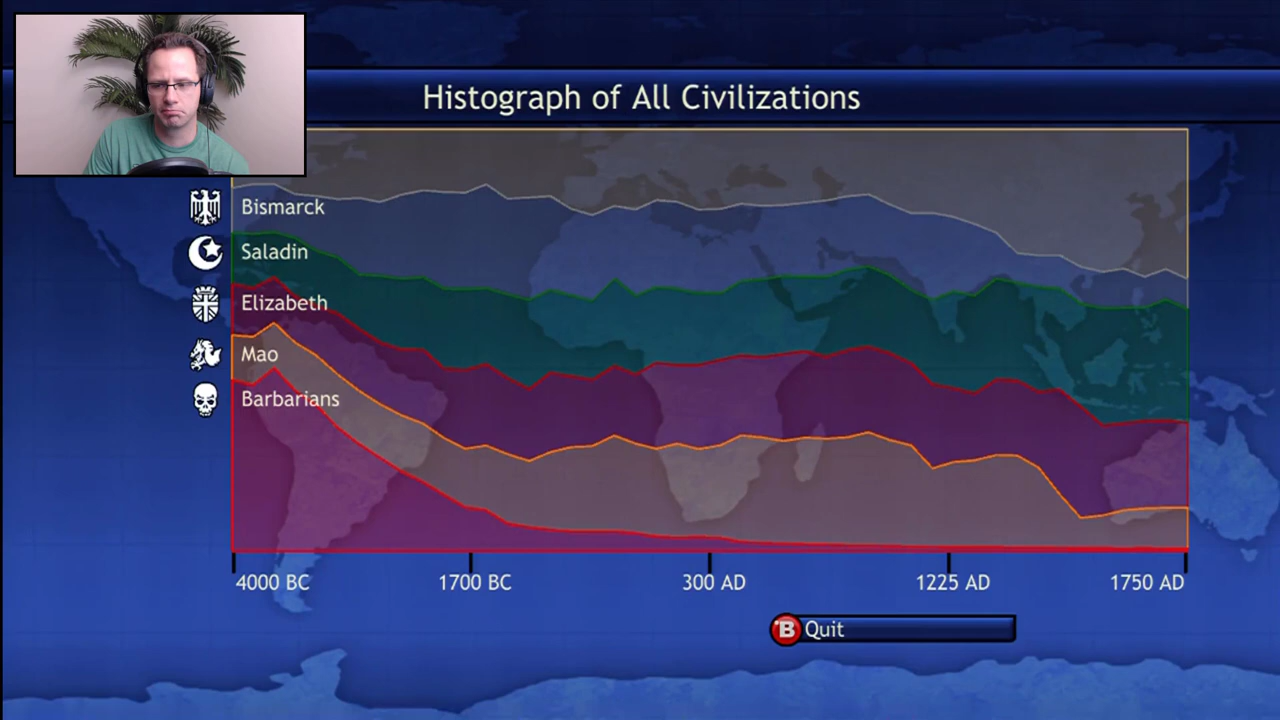 Histograph of All Civilizations
Bismarck
Saladin
Elizabeth
Mao
Barbarians
4000 BC 1700 BC 300 AD 1225 AD 1750 AD
B Quit